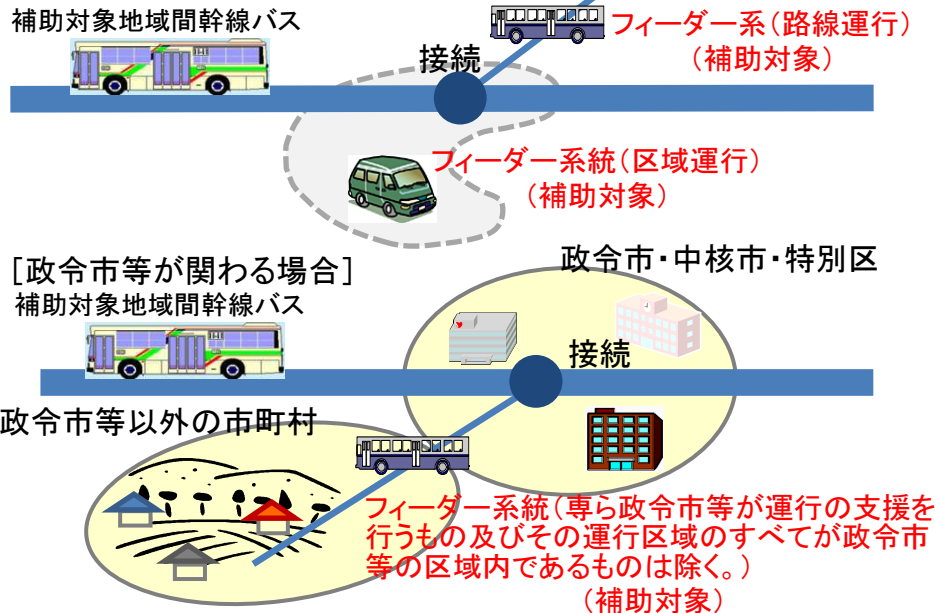 補助対象地域間幹線バス
フィーダー系（路線運行）
（補助対象）
接続
フィーダー系統（区域運行）
（補助対象）
［政令市等が関わる場合］
補助対象地域間幹線バス
政令市・中核市・特別区
接続
政令市等以外の市町村
フィーダー系統（専ら政令市等が運行の支援を
行うもの及びその運行区域のすべてが政令市
等の区域内であるものは除く。）
（補助対象）